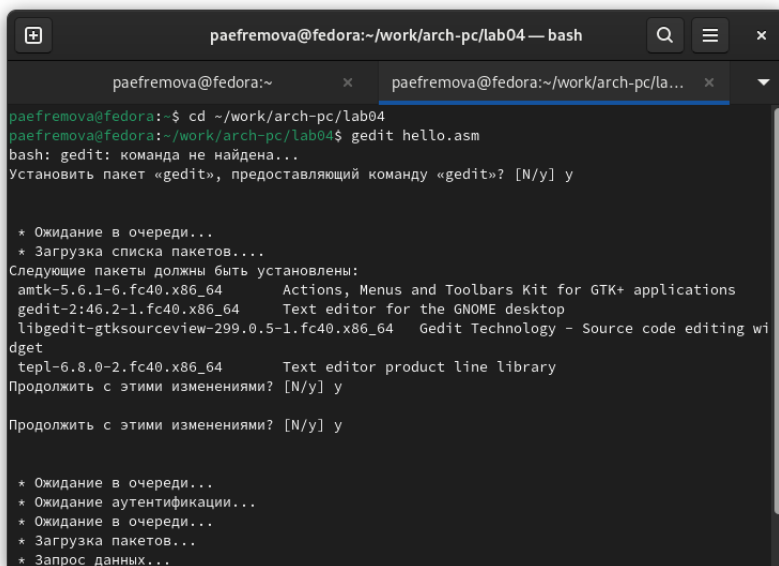 paefremova@fedora:~/work/arch-pc/lab04 — bash
paefremova@fedora:~ × paefremova@fedora:~/work/arch-pc/la... ×
paefremova@fedora:~$ cd ~/work/arch-pc/lab04
paefremova@fedora:~/work/arch-pc/lab04$ gedit hello.asm
bash: gedit: команда не найдена...
Установить пакет «gedit», предоставляющий команду «gedit»? [N/y] y
* Ожидание в очереди...
* Загрузка списка пакетов....
Следующие пакеты должны быть установлены:
amtk-5.6.1-6.fc40.x86_64 Actions, Menus and Toolbars Kit for GTK+ applications
gedit-2:46.2-1.fc40.x86_64 Text editor for the GNOME desktop
libgedit-gtksourceview-299.0.5-1.fc40.x86_64 Gedit Technology - Source code editing wi
dget
tepl-6.8.0-2.fc40.x86_64 Text editor product line library
Продолжить с этими изменениями? [N/y] y
Продолжить с этими изменениями? [N/y] y
* Ожидание в очереди...
* Ожидание аутентификации...
* Ожидание в очереди...
* Загрузка пакетов...
* Запрос данных...